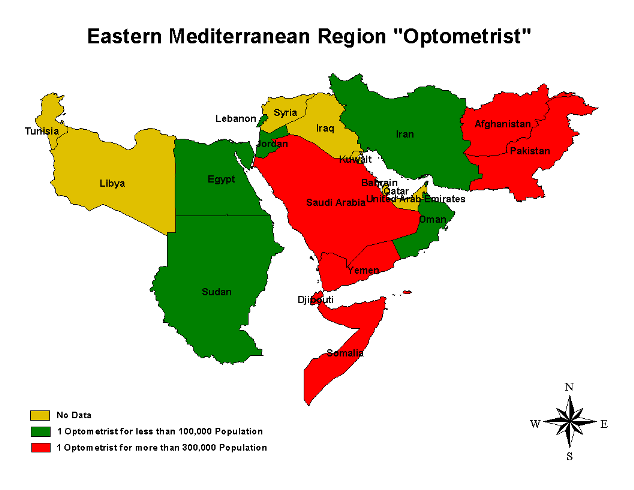 Eastern Mediterranean Region "Optometrist"
Tunisia
Libya
Egypt
Sudan
Lebanon
Syria
Jordan
Iraq
Kuwait
Iran
Afghanistan
Pakistan
Bahrain
Qatar
United Arab Emirates
Saudi Arabia
Oman
Yemen
Djibouti
Somalia
No Data
1 Optometrist for less than 100,000 Population
1 Optometrist for more than 300,000 Population
N
W E
S